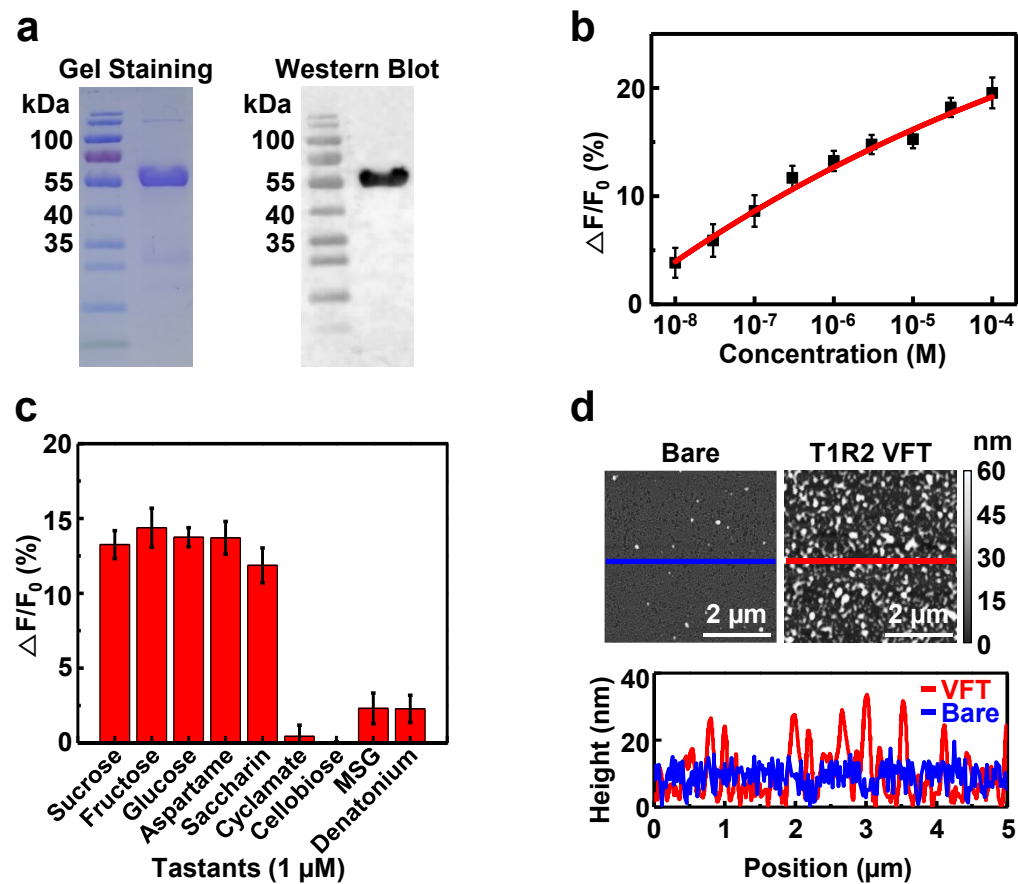 a
Gel Staining
Western Blot
kDa
100
55
40
35
kDa
100
55
40
35
b
△F/F₀ (%)
20
10
0
10⁻⁸ 10⁻⁷ 10⁻⁶ 10⁻⁵ 10⁻⁴
Concentration (M)
c
△F/F₀ (%)
20
15
10
5
0
Sucrose
Fructose
Glucose
Aspartame
Saccharin
Cyclamate
Cellobiose
MSG
Denatonium
Tastants (1 µM)
d
Bare
T1R2 VFT
nm
60
45
30
15
0
2 µm
2 µm
Height (nm)
40
20
0
VFT
Bare
0 1 2 3 4 5
Position (µm)